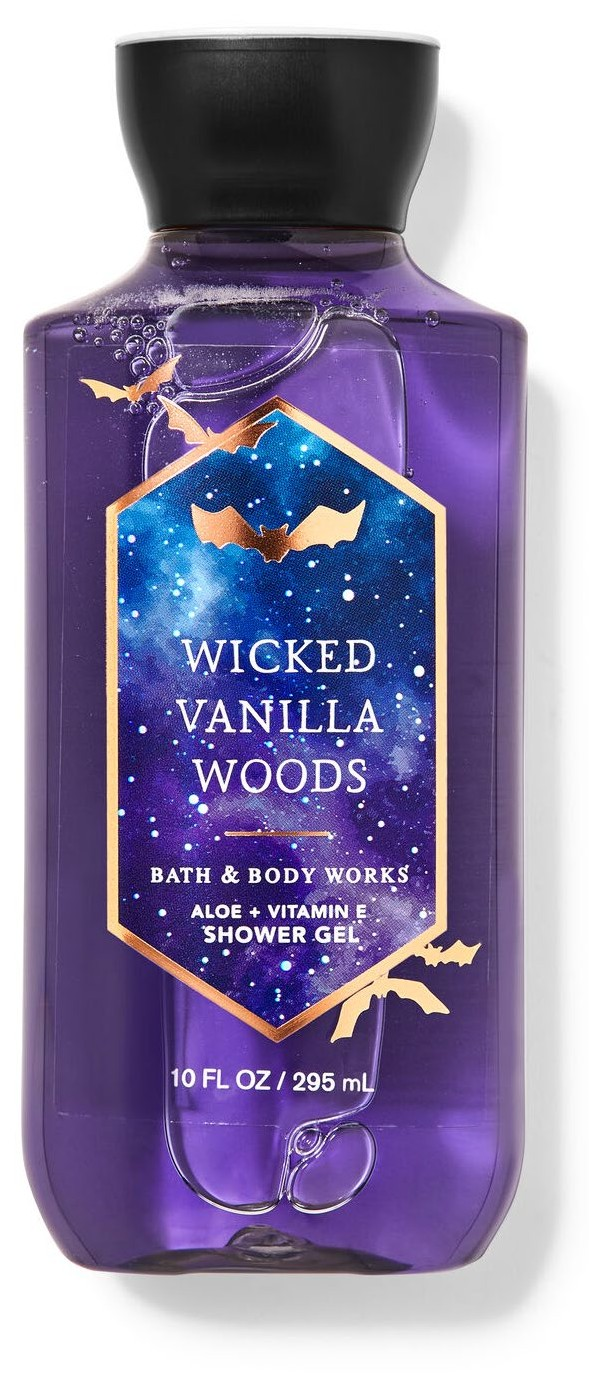 WICKED
VANILLA
WOODS
BATH & BODY WORKS
ALOE + VITAMIN E
SHOWER GEL
10 FL OZ / 295 mL